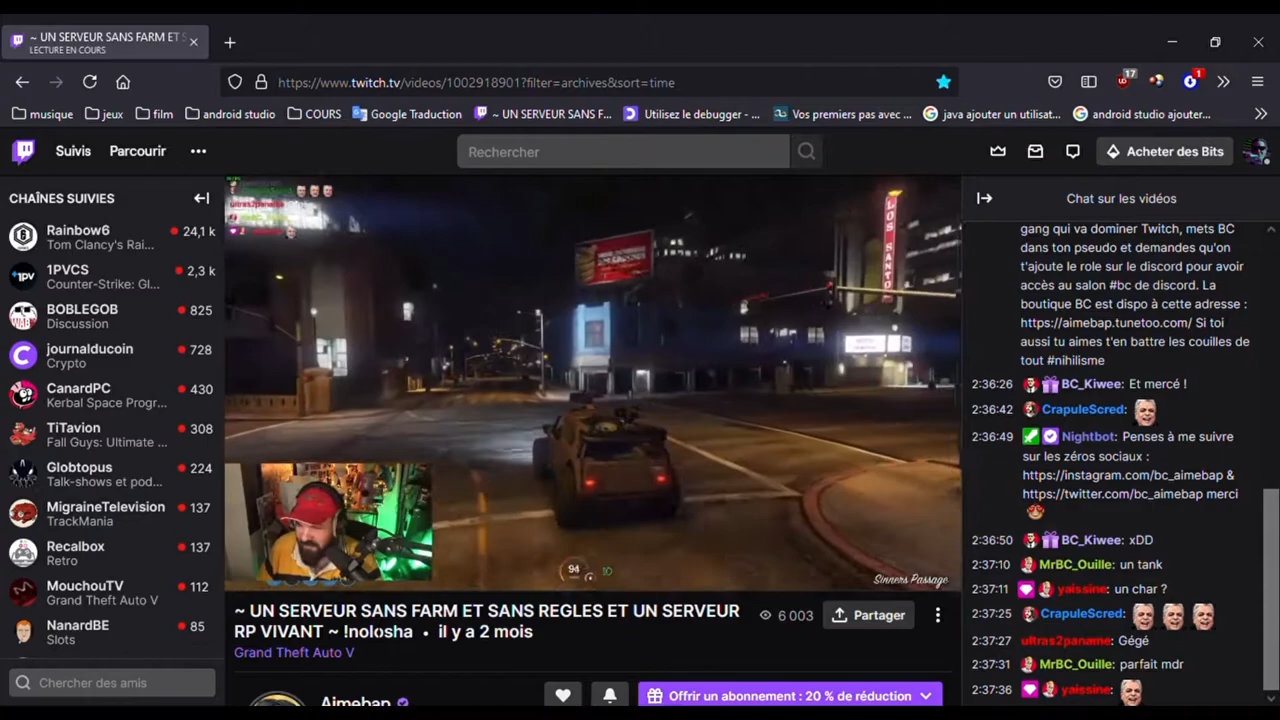 ~ UN SERVEUR SANS FARM ET S
LECTURE EN COURS
https://www.twitch.tv/videos/1002918901?filter=archives&sort=time
17
1
musique
jeux
film
android studio
COURS
Google Traduction
~ UN SERVEUR SANS F...
Utilisez le debugger - ...
Vos premiers pas avec ...
java ajouter un utilisat...
android studio ajouter...
Suivis
Parcourir
Rechercher
Acheter des Bits
CHAÎNES SUIVIES
Rainbow6
24,1 k
Tom Clancy's Rai...
1PVCS
2,3 k
Counter-Strike: Gl...
BOBLEGOB
825
Discussion
journalducoin
728
Crypto
CanardPC
430
Kerbal Space Progr...
TiTavion
308
Fall Guys: Ultimate ...
Globtopus
224
Talk-shows et pod...
MigraineTelevision
137
TrackMania
Recalbox
137
Retro
MouchouTV
112
Grand Theft Auto V
NanardBE
85
Slots
Chercher des amis
ultras2paname
LOS SANTO
94
Sinners Passage
~ UN SERVEUR SANS FARM ET SANS REGLES ET UN SERVEUR
RP VIVANT ~ !nolosha • il y a 2 mois
Grand Theft Auto V
6 003
Partager
Aimebap
Offrir un abonnement : 20 % de réduction
Chat sur les vidéos
gang qui va dominer Twitch, mets BC
dans ton pseudo et demandes qu'on
t'ajoute le role sur le discord pour avoir
accès au salon #bc de discord. La
boutique BC est dispo à cette adresse :
https://aimebap.tunetoo.com/ Si toi
aussi tu aimes t'en battre les couilles de
tout #nihilisme
2:36:26 BC_Kiwee: Et mercé !
2:36:42 CrapuleScred:
2:36:49 Nightbot: Penses à me suivre
sur les zéros sociaux :
https://instagram.com/bc_aimebap &
https://twitter.com/bc_aimebap merci
2:36:50 BC_Kiwee: xDD
2:37:10 MrBC_Ouille: un tank
2:37:11 yaissine: un char ?
2:37:25 CrapuleScred:
2:37:27 ultras2paname: Gégé
2:37:31 MrBC_Ouille: parfait mdr
2:37:36 yaissine: